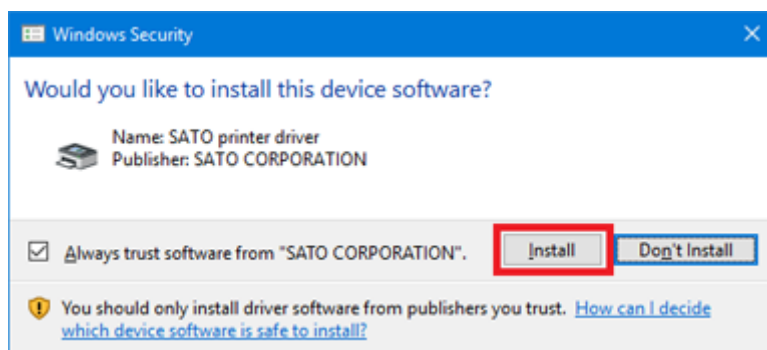 Windows Security
Would you like to install this device software?
Name: SATO printer driver
Publisher: SATO CORPORATION
Always trust software from "SATO CORPORATION".
Install
Don't Install
You should only install driver software from publishers you trust. How can I decide
which device software is safe to install?